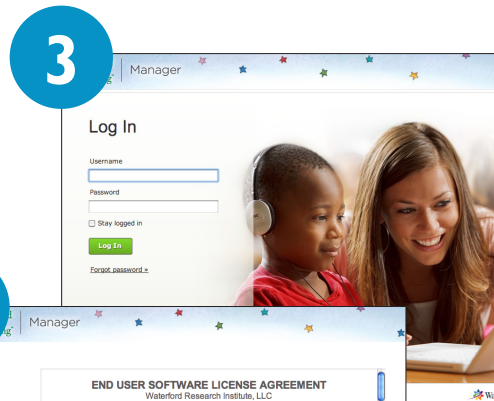 3
Manager
Log In
Username
Password
Stay logged in
Log In
Forgot password »
Manager
END USER SOFTWARE LICENSE AGREEMENT
Waterford Research Institute, LLC